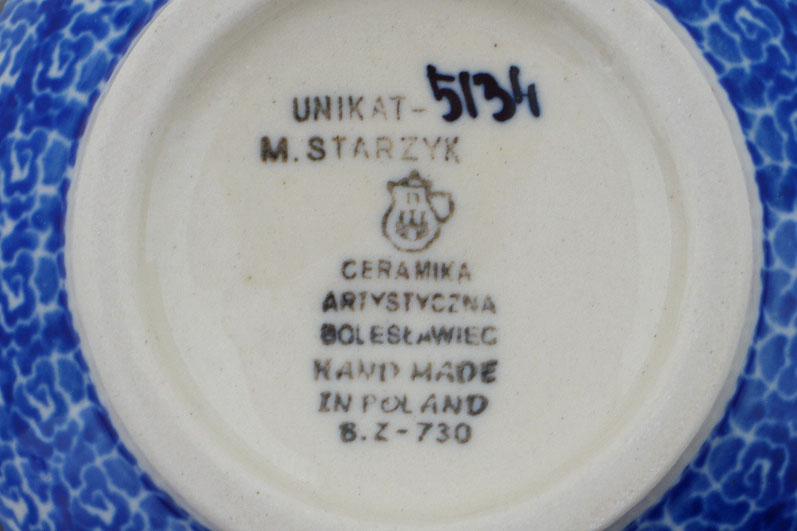 UNIKAT-5134
M. STARZYK
CERAMIKA
ARTYSTYCZNA
BOLESŁAWIEC
HAND MADE
IN POLAND
B.Z-730